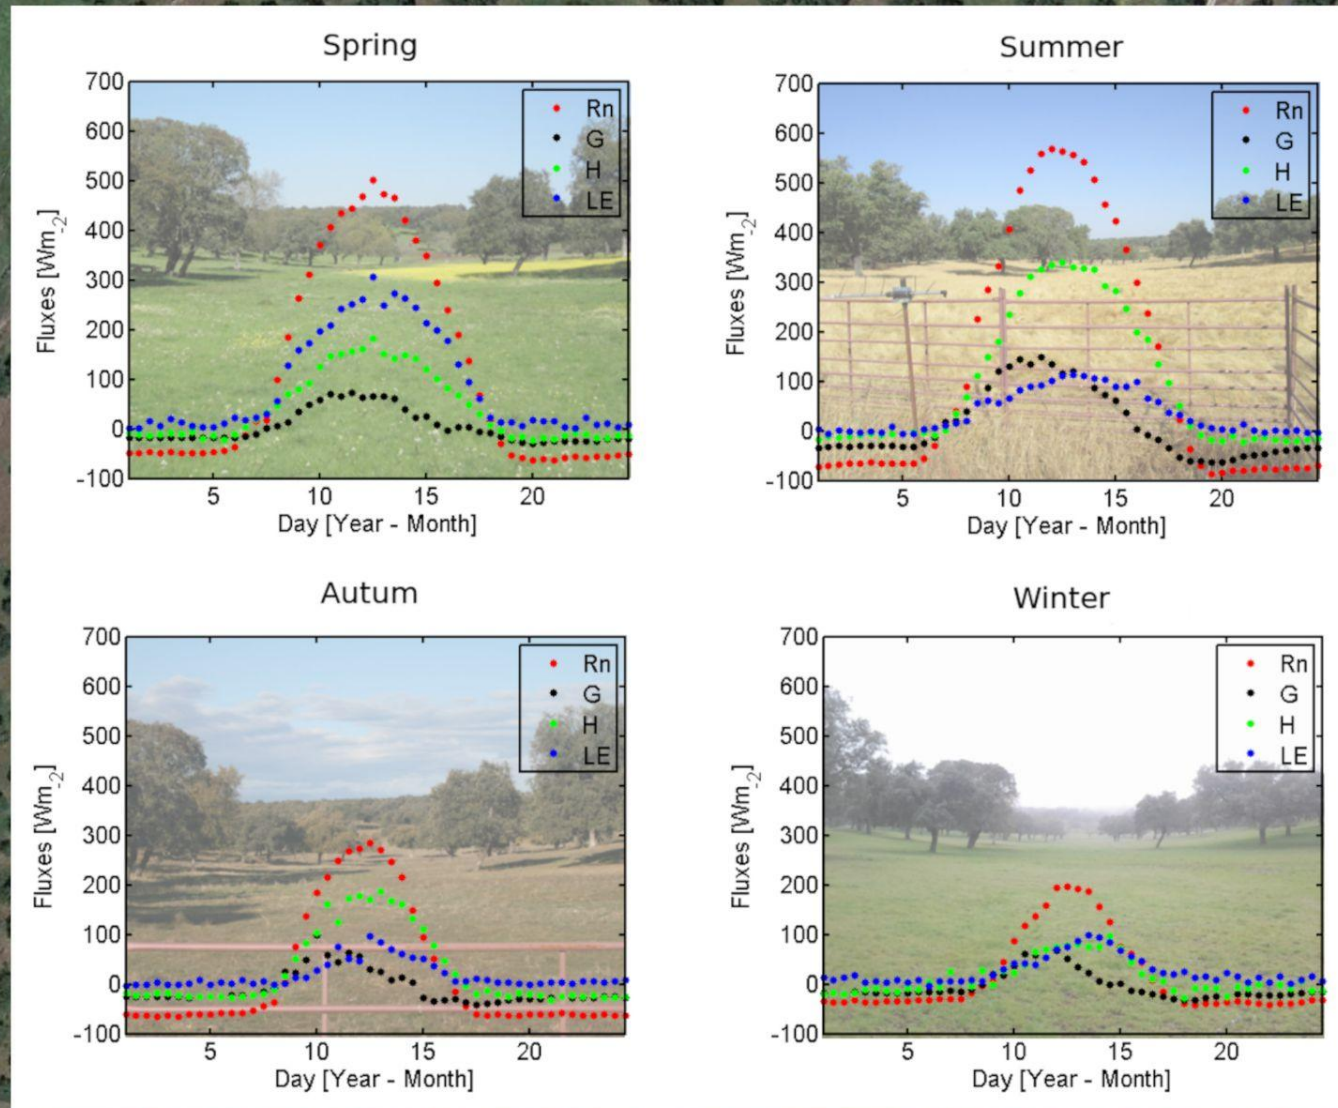 Spring
700
600
500
400
300
200
100
0
-100
Fluxes [Wm-2]
Rn
G
H
LE
5 10 15 20
Day [Year - Month]
Summer
700
600
500
400
300
200
100
0
-100
Fluxes [Wm-2]
Rn
G
H
LE
5 10 15 20
Day [Year - Month]
Autum
700
600
500
400
300
200
100
0
-100
Fluxes [Wm-2]
Rn
G
H
LE
5 10 15 20
Day [Year - Month]
Winter
700
600
500
400
300
200
100
0
-100
Fluxes [Wm-2]
Rn
G
H
LE
5 10 15 20
Day [Year - Month]